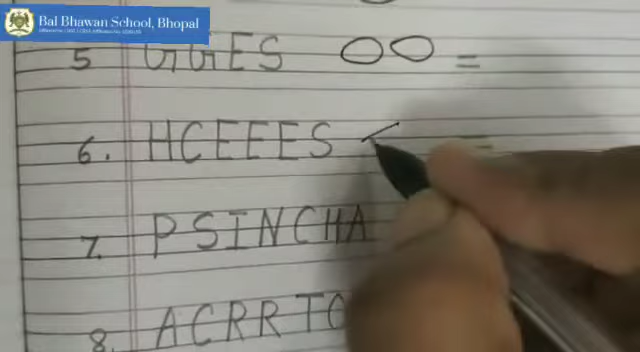 Bal Bhawan School, Bhopal
5 GGES =
6. HCEEES
7. PSINCHA
8. ACRRTO